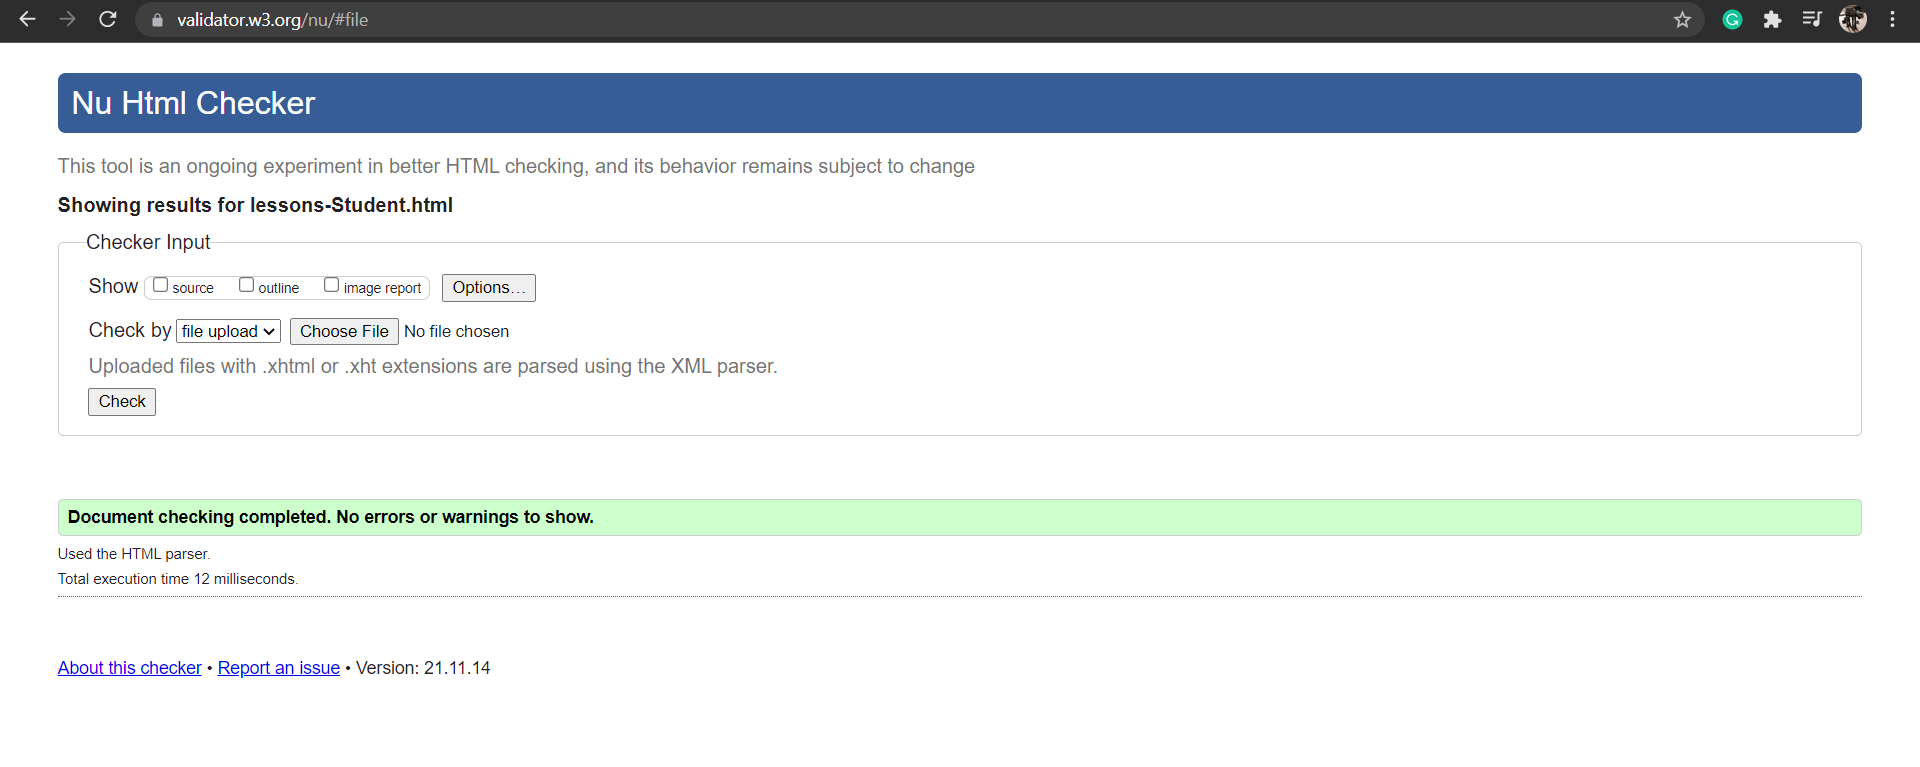 validator.w3.org/nu/#file
Nu Html Checker
This tool is an ongoing experiment in better HTML checking, and its behavior remains subject to change
Showing results for lessons-Student.html
Checker Input
Show source outline image report Options…
Check by file upload Choose File No file chosen
Uploaded files with .xhtml or .xht extensions are parsed using the XML parser.
Check
Document checking completed. No errors or warnings to show.
Used the HTML parser.
Total execution time 12 milliseconds.
About this checker • Report an issue • Version: 21.11.14